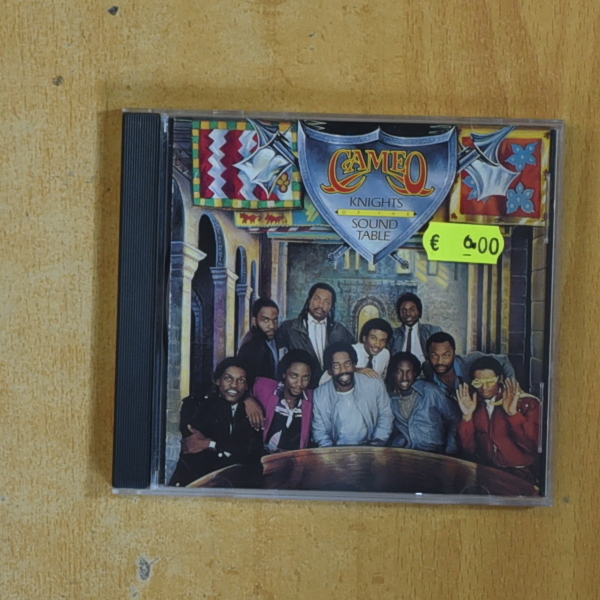 CAMEO
KNIGHTS
OF THE
SOUND
TABLE
€ 6.00